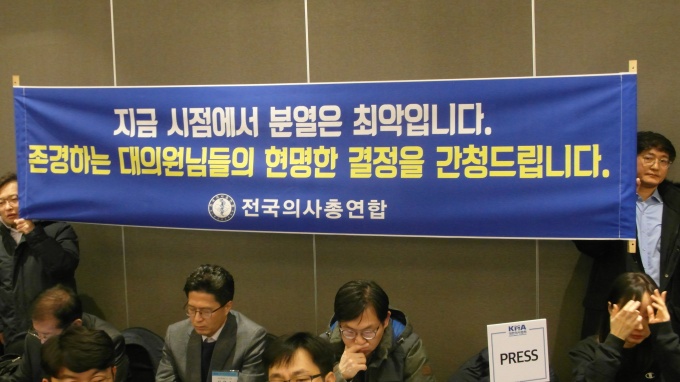 지금 시점에서 분열은 최악입니다.
존경하는 대의원님들의 현명한 결정을 간청드립니다.
전국의사총연합
KMA
PRESS